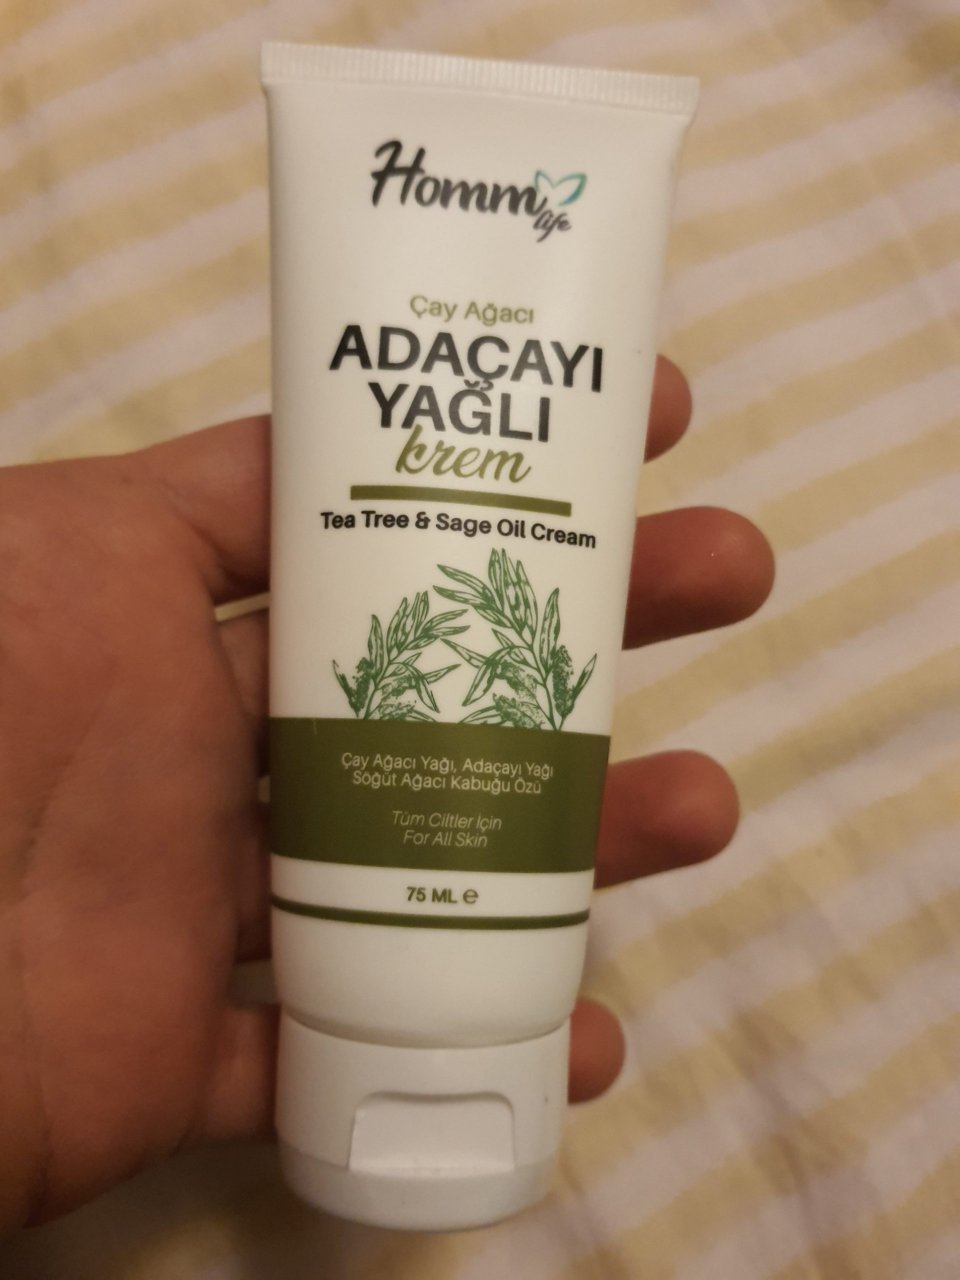 Homm
life
Çay Ağacı
ADAÇAYI
YAĞLI
krem
Tea Tree & Sage Oil Cream
Çay Ağacı Yağı, Adaçayı Yağı
Söğüt Ağacı Kabuğu Özü
Tüm Ciltler İçin
For All Skin
75 ML ℮